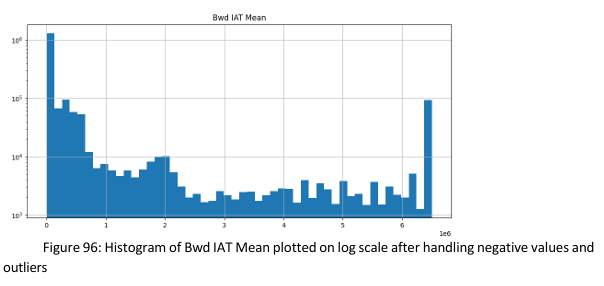 Bwd IAT Mean
10⁶
10⁵
10⁴
10³
0 1 2 3 4 5 6
1e6
Figure 96: Histogram of Bwd IAT Mean plotted on log scale after handling negative values and
outliers